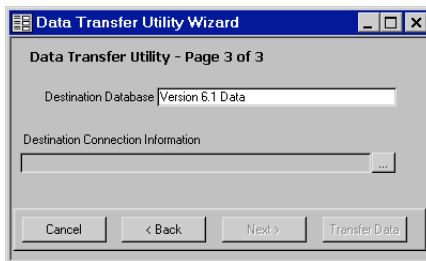 Data Transfer Utility Wizard
Data Transfer Utility - Page 3 of 3
Destination Database Version 6.1 Data
Destination Connection Information
...
Cancel < Back Next > Transfer Data